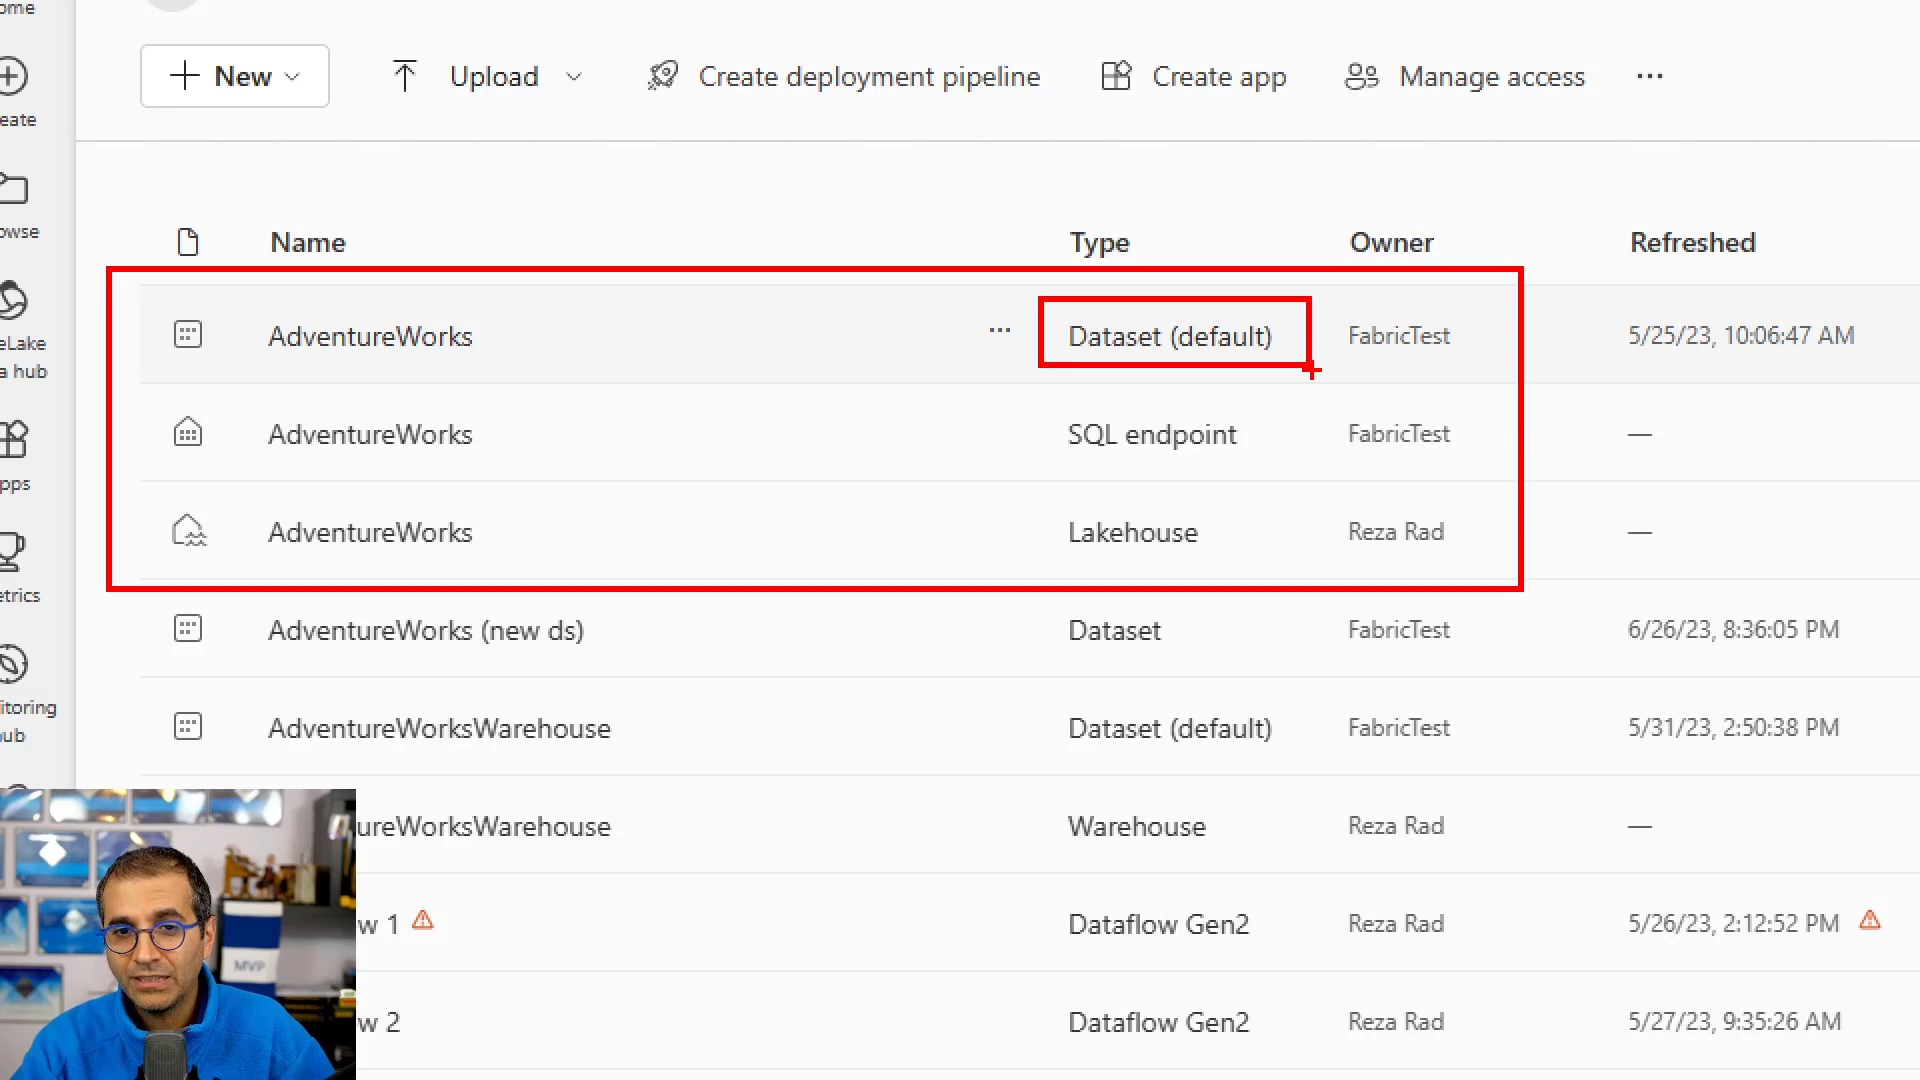 ome
New
Upload
Create deployment pipeline
Create app
Manage access
eate
owse
Name
Type
Owner
Refreshed
AdventureWorks
Dataset (default)
FabricTest
5/25/23, 10:06:47 AM
eLake
a hub
AdventureWorks
SQL endpoint
FabricTest
—
pps
AdventureWorks
Lakehouse
Reza Rad
—
etrics
AdventureWorks (new ds)
Dataset
FabricTest
6/26/23, 8:36:05 PM
itoring
ub
AdventureWorksWarehouse
Dataset (default)
FabricTest
5/31/23, 2:50:38 PM
ureWorksWarehouse
Warehouse
Reza Rad
—
w 1
Dataflow Gen2
Reza Rad
5/26/23, 2:12:52 PM
MVP
w 2
Dataflow Gen2
Reza Rad
5/27/23, 9:35:26 AM